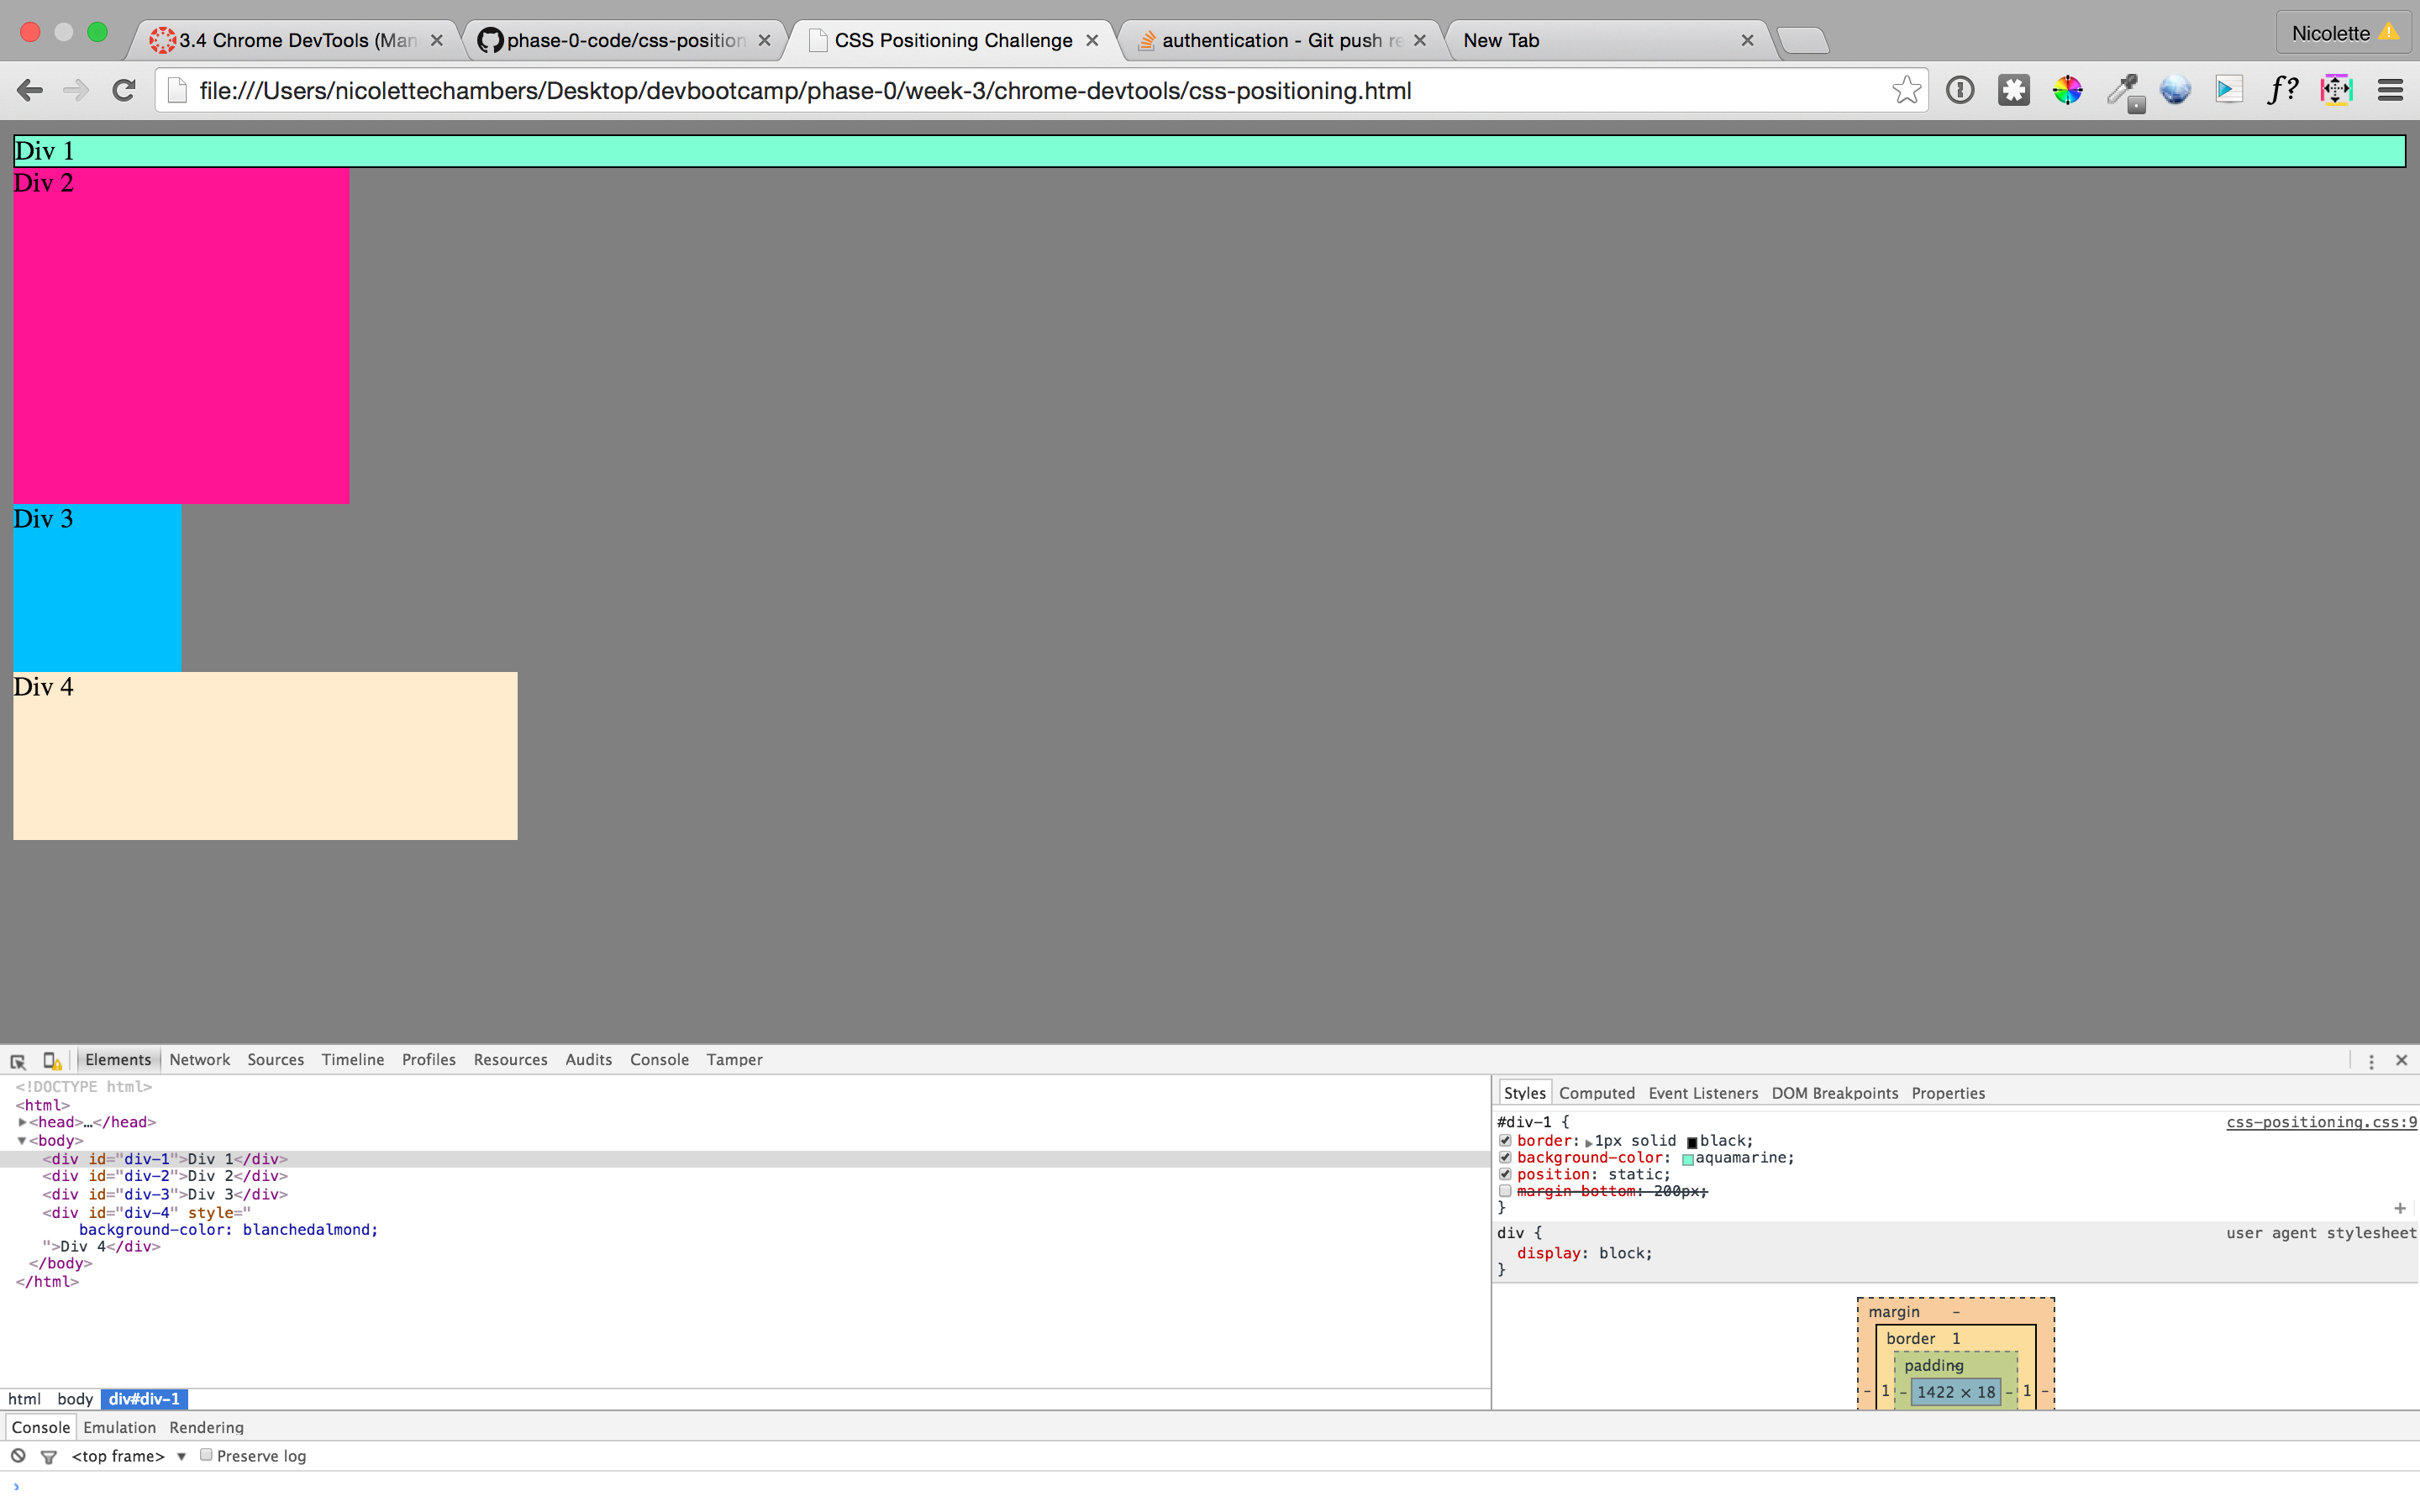 3.4 Chrome DevTools (Man
phase-0-code/css-position
CSS Positioning Challenge
authentication - Git push re
New Tab
Nicolette
file:///Users/nicolettechambers/Desktop/devbootcamp/phase-0/week-3/chrome-devtools/css-positioning.html
f?
Div 1
Div 2
Div 3
Div 4
Elements Network Sources Timeline Profiles Resources Audits Console Tamper
<!DOCTYPE html>
<html>
<head>…</head>
<body>
<div id="div-1">Div 1</div>
<div id="div-2">Div 2</div>
<div id="div-3">Div 3</div>
<div id="div-4" style="
background-color: blanchedalmond;
">Div 4</div>
</body>
</html>
html body div#div-1
Styles Computed Event Listeners DOM Breakpoints Properties
#div-1 { css-positioning.css:9
border: 1px solid black;
background-color: aquamarine;
position: static;
margin-bottom: 200px;
}
div { user agent stylesheet
display: block;
}
margin -
border 1
padding -
- 1 - 1422 × 18 - 1 -
Console Emulation Rendering
<top frame> Preserve log